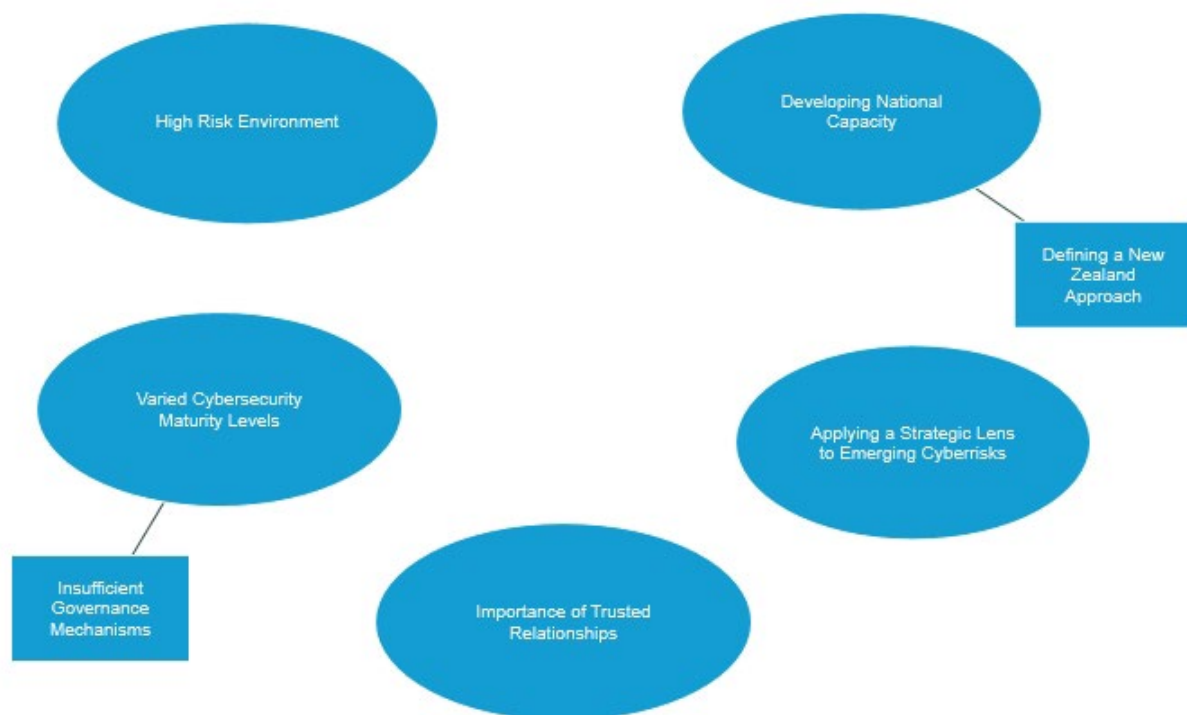 High Risk Environment
Developing National
Capacity
Defining a New
Zealand
Approach
Varied Cybersecurity
Maturity Levels
Applying a Strategic Lens
to Emerging Cyberrisks
Insufficient
Governance
Mechanisms
Importance of Trusted
Relationships